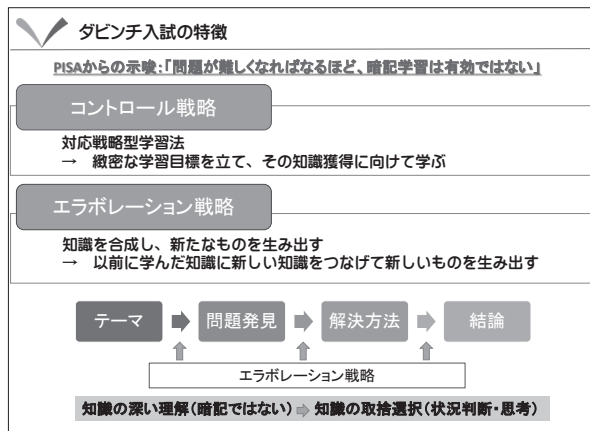 ダビンチ入試の特徴
PISAからの示唆:「問題が難しくなればなるほど、暗記学習は有効ではない」
コントロール戦略
対応戦略型学習法
→ 緻密な学習目標を立て、その知識獲得に向けて学ぶ
エラボレーション戦略
知識を合成し、新たなものを生み出す
→ 以前に学んだ知識に新しい知識をつなげて新しいものを生み出す
テーマ ➡ 問題発見 ➡ 解決方法 ➡ 結論
エラボレーション戦略
知識の深い理解(暗記ではない)⇨ 知識の取捨選択(状況判断・思考)